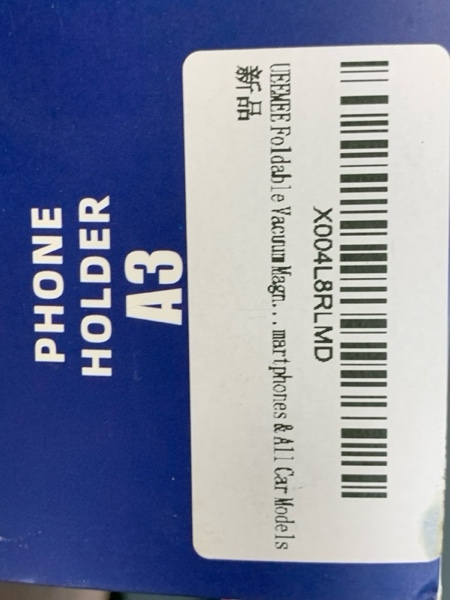 PHONE
HOLDER
A3
X004L8RLMD
UEEMEE Foldable Vacuum Magn...martphones & All Car Models
新品